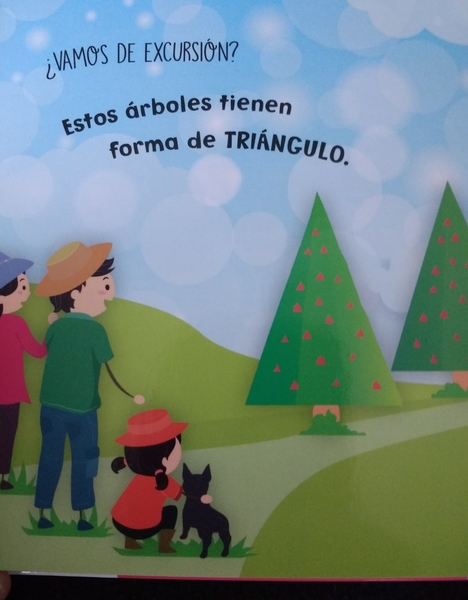 ¿VAMOS DE EXCURSIÓN?
Estos árboles tienen
forma de TRIÁNGULO.